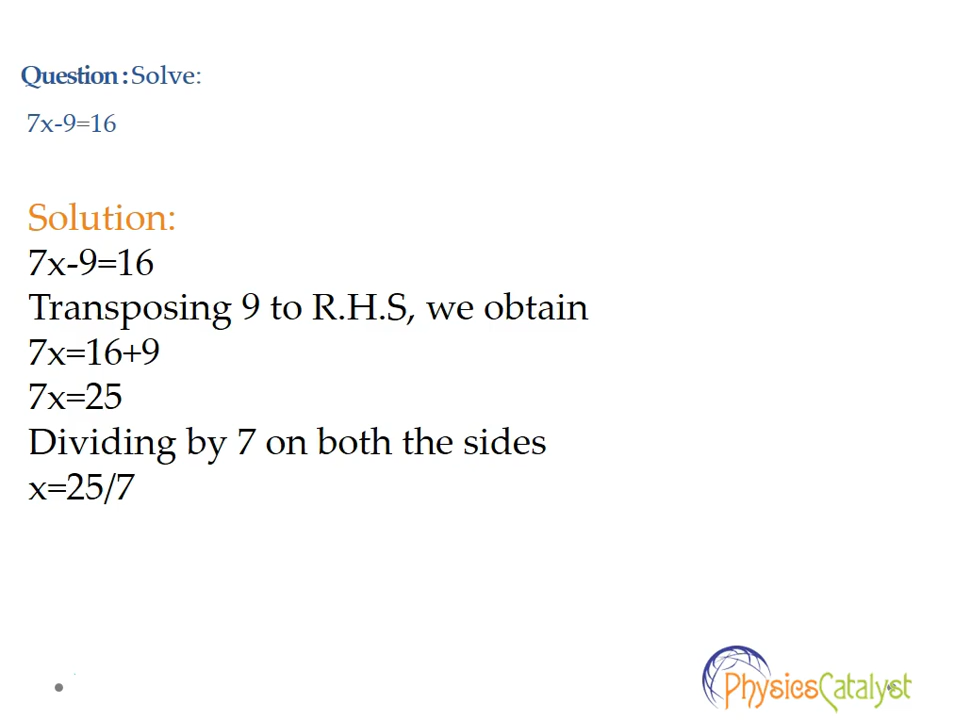 Question: Solve:
7x-9=16
Solution:
7x-9=16
Transposing 9 to R.H.S, we obtain
7x=16+9
7x=25
Dividing by 7 on both the sides
x=25/7
PhysicsCatalyst